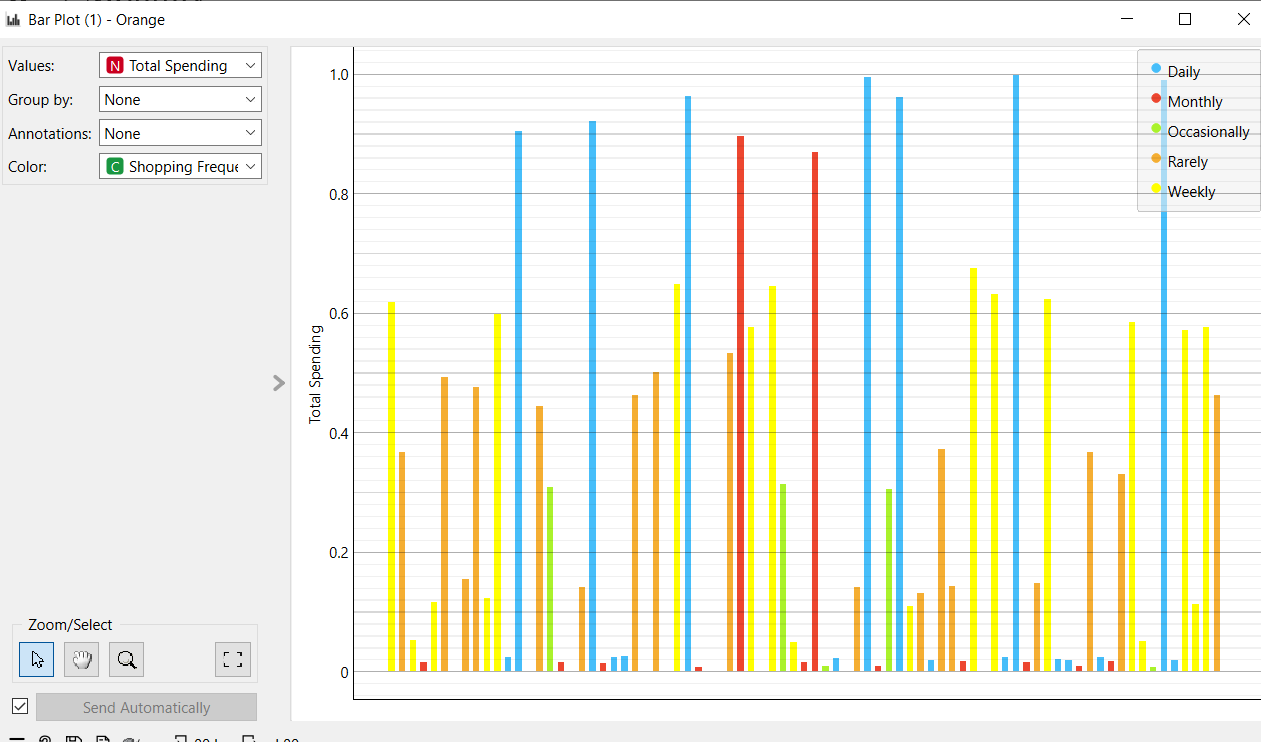 Bar Plot (1) - Orange
Values:
N Total Spending
Group by:
None
Annotations:
None
Color:
C Shopping Freque
Zoom/Select
Send Automatically
Total Spending
1.0
0.8
0.6
0.4
0.2
0
Daily
Monthly
Occasionally
Rarely
Weekly